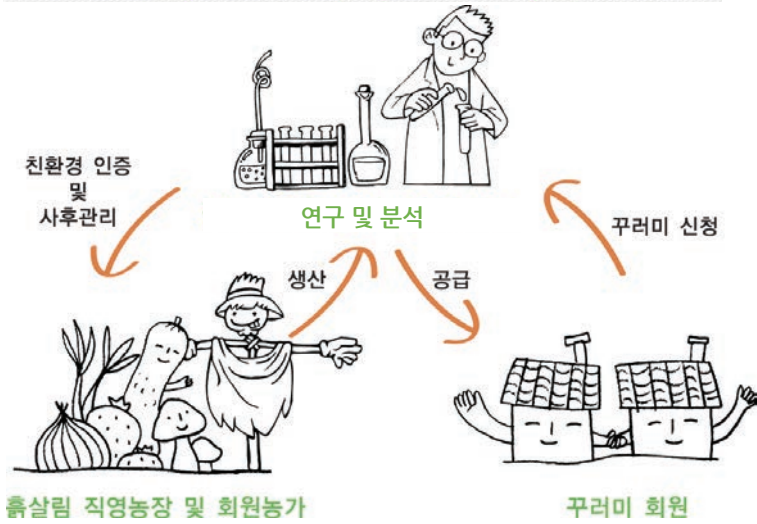 친환경 인증
및
사후관리
연구 및 분석
꾸러미 신청
생산
공급
흙살림 직영농장 및 회원농가
꾸러미 회원